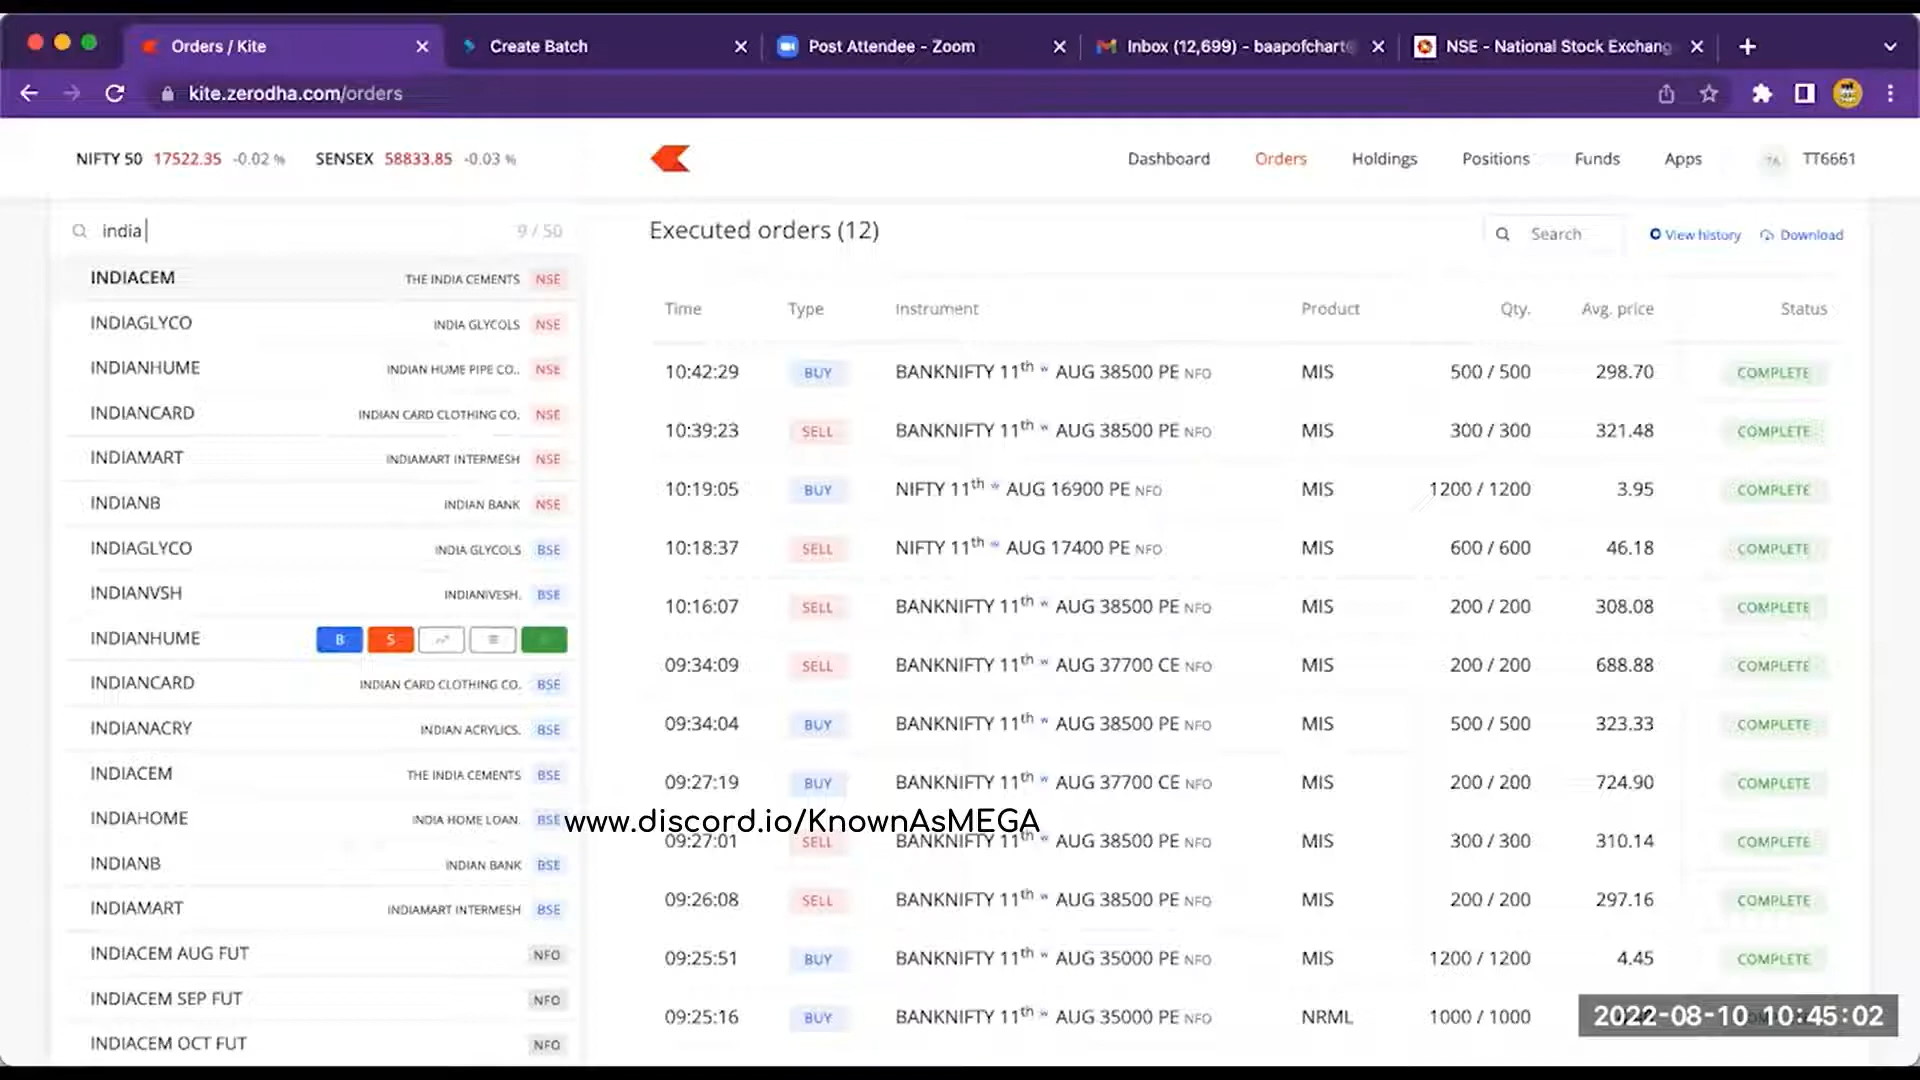 Orders / Kite
Create Batch
Post Attendee - Zoom
Inbox (12,699) - baapofchart
NSE - National Stock Exchang
kite.zerodha.com/orders
NIFTY 50 17522.35 -0.02 % SENSEX 58833.85 -0.03 %
Dashboard Orders Holdings Positions Funds Apps TT6661
india 9 / 50
INDIACEM THE INDIA CEMENTS NSE
INDIAGLYCO INDIA GLYCOLS NSE
INDIANHUME INDIAN HUME PIPE CO.. NSE
INDIANCARD INDIAN CARD CLOTHING CO. NSE
INDIAMART INDIAMART INTERMESH NSE
INDIANB INDIAN BANK NSE
INDIAGLYCO INDIA GLYCOLS BSE
INDIANVSH INDIANIVESH. BSE
INDIANHUME B S
INDIANCARD INDIAN CARD CLOTHING CO. BSE
INDIANACRY INDIAN ACRYLICS. BSE
INDIACEM THE INDIA CEMENTS BSE
INDIAHOME INDIA HOME LOAN. BSE
INDIANB INDIAN BANK BSE
INDIAMART INDIAMART INTERMESH BSE
INDIACEM AUG FUT NFO
INDIACEM SEP FUT NFO
INDIACEM OCT FUT NFO
Executed orders (12) Search View history Download
Time Type Instrument Product Qty. Avg. price Status
10:42:29 BUY BANKNIFTY 11th w AUG 38500 PE NFO MIS 500 / 500 298.70 COMPLETE
10:39:23 SELL BANKNIFTY 11th w AUG 38500 PE NFO MIS 300 / 300 321.48 COMPLETE
10:19:05 BUY NIFTY 11th w AUG 16900 PE NFO MIS 1200 / 1200 3.95 COMPLETE
10:18:37 SELL NIFTY 11th w AUG 17400 PE NFO MIS 600 / 600 46.18 COMPLETE
10:16:07 SELL BANKNIFTY 11th w AUG 38500 PE NFO MIS 200 / 200 308.08 COMPLETE
09:34:09 SELL BANKNIFTY 11th w AUG 37700 CE NFO MIS 200 / 200 688.88 COMPLETE
09:34:04 BUY BANKNIFTY 11th w AUG 38500 PE NFO MIS 500 / 500 323.33 COMPLETE
09:27:19 BUY BANKNIFTY 11th w AUG 37700 CE NFO MIS 200 / 200 724.90 COMPLETE
www.discord.io/KnownAsMEGA
09:27:01 SELL BANKNIFTY 11th w AUG 38500 PE NFO MIS 300 / 300 310.14 COMPLETE
09:26:08 SELL BANKNIFTY 11th w AUG 38500 PE NFO MIS 200 / 200 297.16 COMPLETE
09:25:51 BUY BANKNIFTY 11th w AUG 35000 PE NFO MIS 1200 / 1200 4.45 COMPLETE
09:25:16 BUY BANKNIFTY 11th w AUG 35000 PE NFO NRML 1000 / 1000
2022-08-10 10:45:02